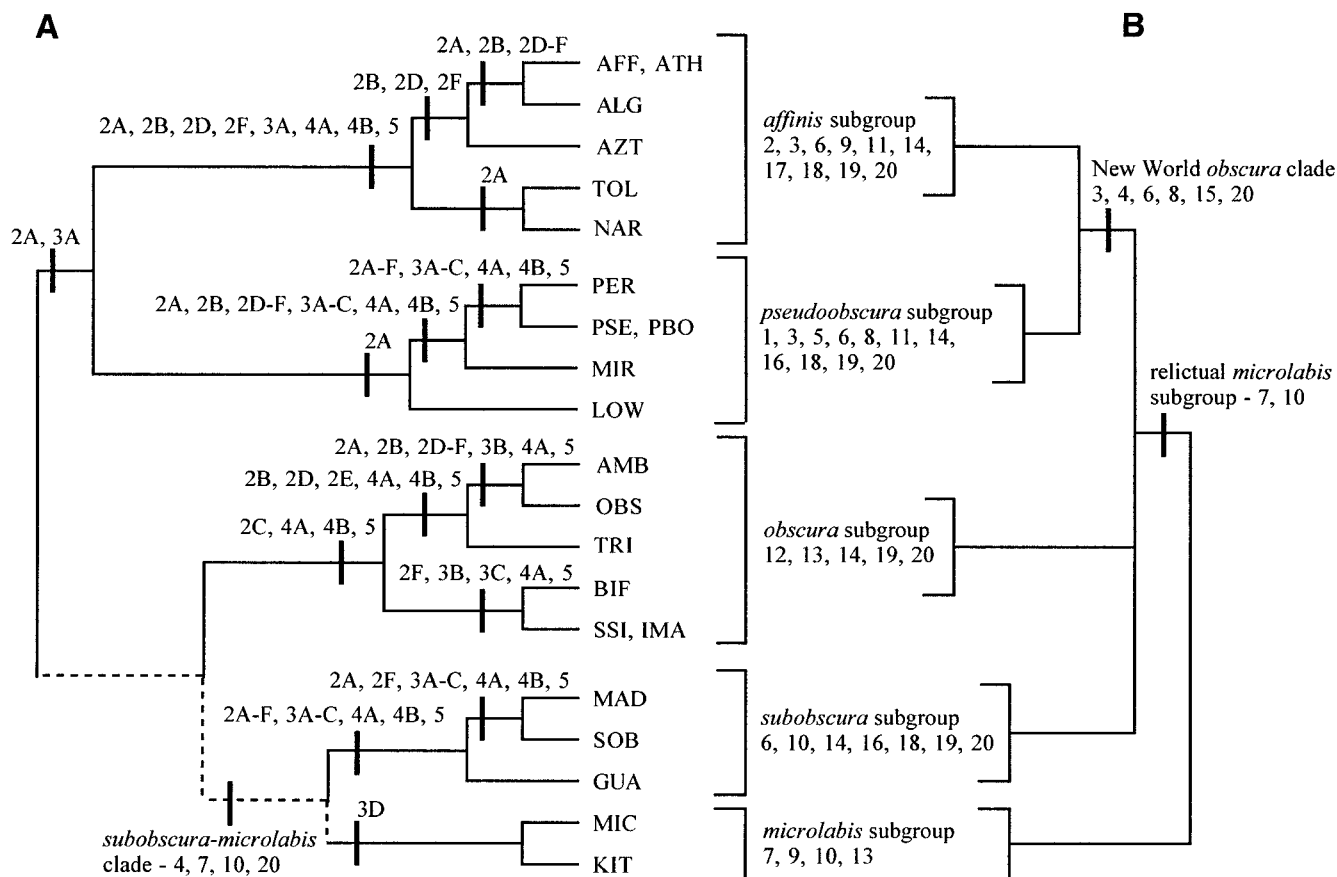 A
B
2A, 2B, 2D-F
AFF, ATH
2B, 2D, 2F
ALG
2A, 2B, 2D, 2F, 3A, 4A, 4B, 5
AZT
2A
TOL
NAR
2A, 3A
2A-F, 3A-C, 4A, 4B, 5
PER
2A, 2B, 2D-F, 3A-C, 4A, 4B, 5
PSE, PBO
2A
MIR
LOW
2A, 2B, 2D-F, 3B, 4A, 5
AMB
2B, 2D, 2E, 4A, 4B, 5
OBS
2C, 4A, 4B, 5
TRI
2F, 3B, 3C, 4A, 5
BIF
SSI, IMA
2A, 2F, 3A-C, 4A, 4B, 5
MAD
2A-F, 3A-C, 4A, 4B, 5
SOB
GUA
3D
MIC
KIT
subobscura-microlabis
clade - 4, 7, 10, 20
affinis subgroup
2, 3, 6, 9, 11, 14,
17, 18, 19, 20
pseudoobscura subgroup
1, 3, 5, 6, 8, 11, 14,
16, 18, 19, 20
obscura subgroup
12, 13, 14, 19, 20
subobscura subgroup
6, 10, 14, 16, 18, 19, 20
microlabis subgroup
7, 9, 10, 13
New World obscura clade
3, 4, 6, 8, 15, 20
relictual microlabis
subgroup - 7, 10